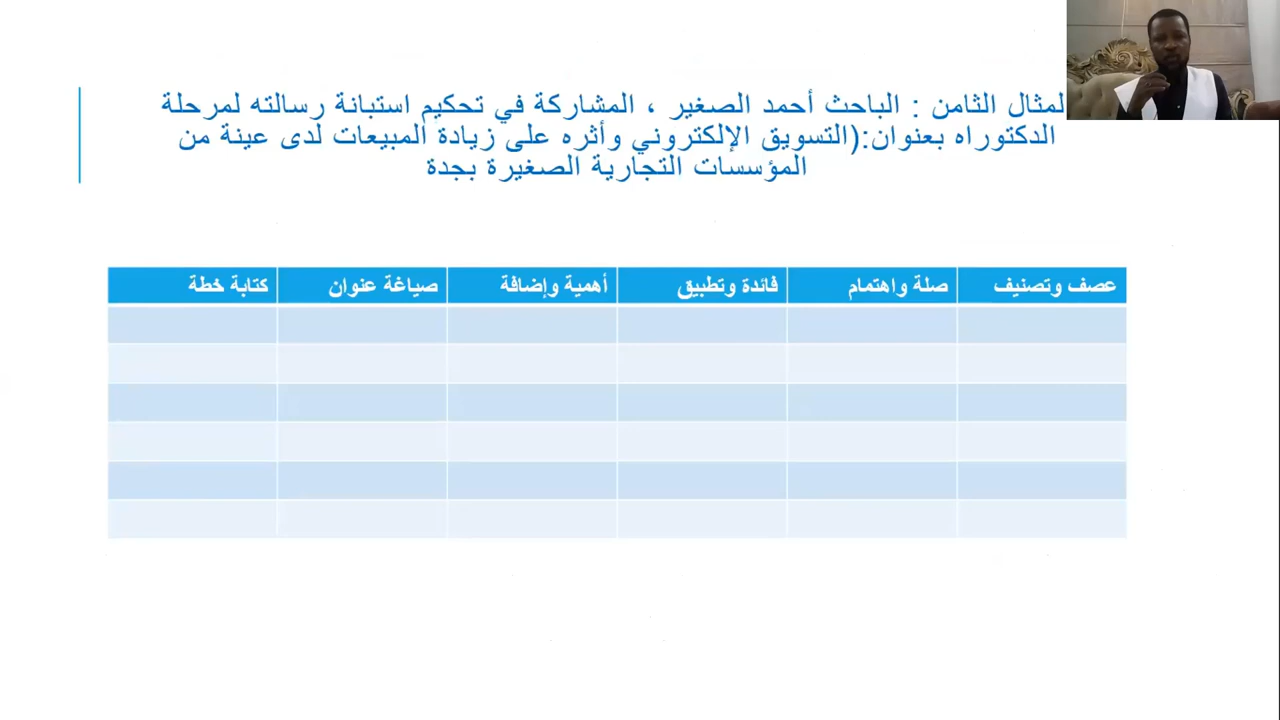 لمثال الثامن : الباحث أحمد الصغير ، المشاركة في تحكيم استبانة رسالته لمرحلة
الدكتوراه بعنوان:(التسويق الإلكتروني وأثره على زيادة المبيعات لدى عينة من
المؤسسات التجارية الصغيرة بجدة
عصف وتصنيف صلة واهتمام فائدة وتطبيق أهمية وإضافة صياغة عنوان كتابة خطة